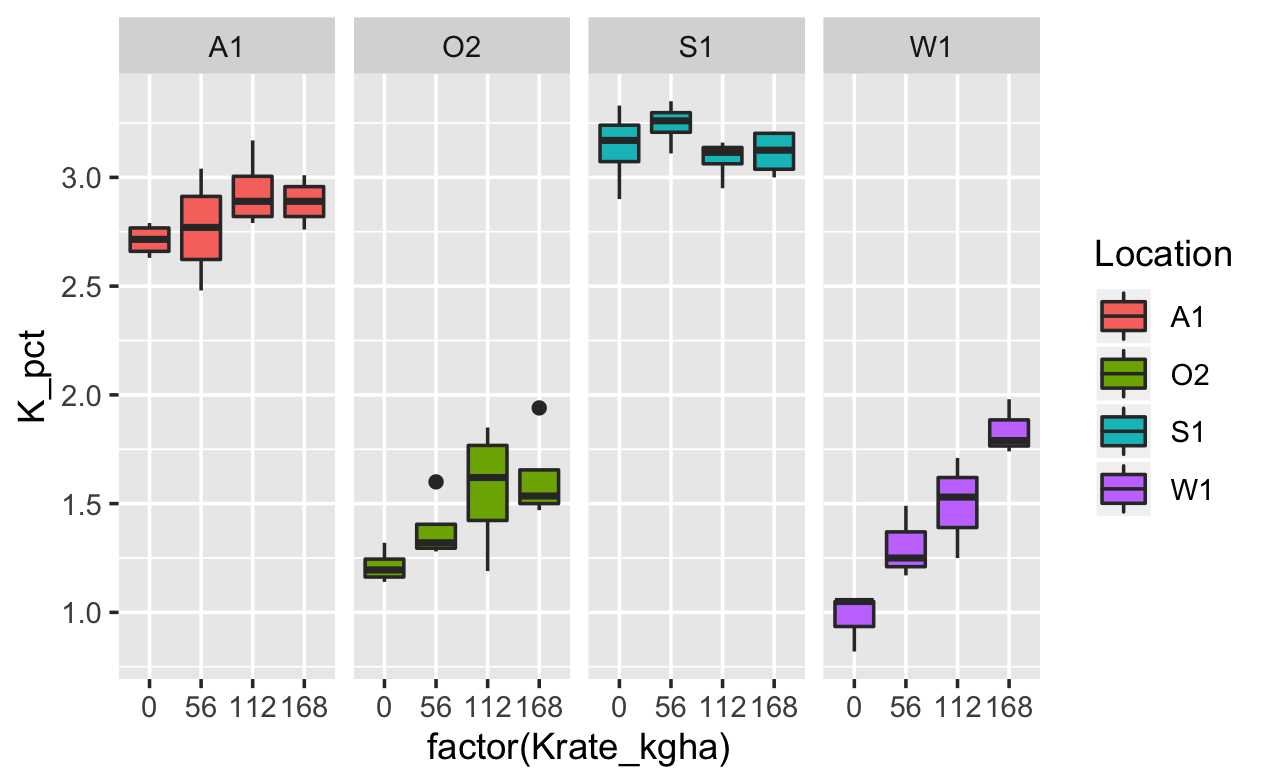 A1 O2 S1 W1
3.0
2.5
2.0
1.5
1.0
K_pct
0 56 112 168 0 56 112 168 0 56 112 168 0 56 112 168
factor(Krate_kgha)
Location
A1
O2
S1
W1